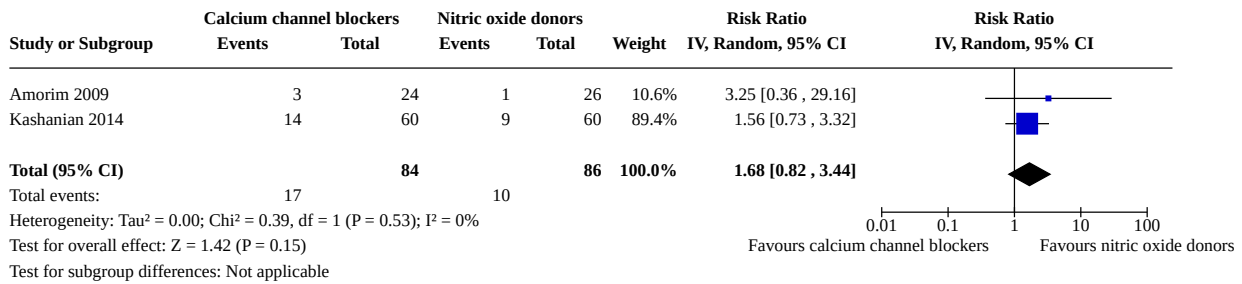 Calcium channel blockers Nitric oxide donors Risk Ratio Risk Ratio
Study or Subgroup Events Total Events Total Weight IV, Random, 95% CI IV, Random, 95% CI
Amorim 2009 3 24 1 26 10.6% 3.25 [0.36 , 29.16]
Kashanian 2014 14 60 9 60 89.4% 1.56 [0.73 , 3.32]
Total (95% CI) 84 86 100.0% 1.68 [0.82 , 3.44]
Total events: 17 10
Heterogeneity: Tau² = 0.00; Chi² = 0.39, df = 1 (P = 0.53); I² = 0%
0.01 0.1 1 10 100
Test for overall effect: Z = 1.42 (P = 0.15) Favours calcium channel blockers Favours nitric oxide donors
Test for subgroup differences: Not applicable